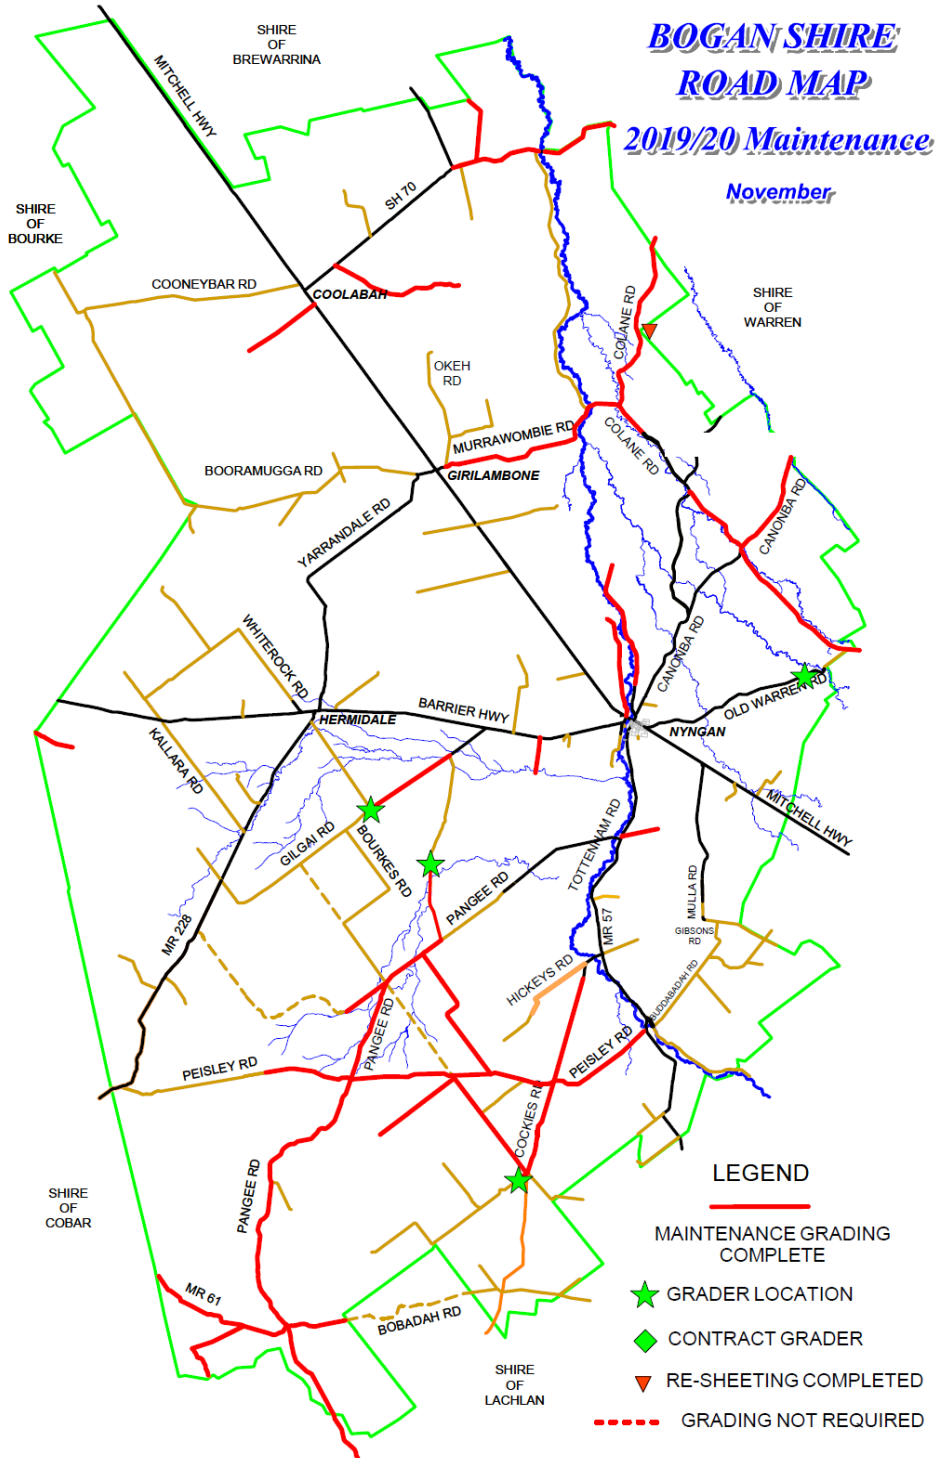 BOGAN SHIRE
ROAD MAP
2019/20 Maintenance
November
SHIRE
OF
BREWARRINA
MITCHELL HWY
SH 70
SHIRE
OF
BOURKE
COONEYBAR RD
COOLABAH
COLANE RD
SHIRE
OF
WARREN
OKEH
RD
MURRAWOMBIE RD
COLANE RD
BOORAMUGGA RD
GIRILAMBONE
CANONBA RD
YARRANDALE RD
WHITEROCK RD
CANONBA RD
OLD WARREN RD
BARRIER HWY
HERMIDALE
NYNGAN
KALLARA RD
MITCHELL HWY
GILGAI RD
BOURKES RD
TOTTENHAM RD
PANGEE RD
MULLA RD
MR 228
MR 57
GIBSONS
RD
HICKEYS RD
BUDDABADAH RD
PANGEE RD
PEISLEY RD
PEISLEY RD
COCKIES RD
PANGEE RD
SHIRE
OF
COBAR
MR 61
BOBADAH RD
SHIRE
OF
LACHLAN
LEGEND
MAINTENANCE GRADING
COMPLETE
GRADER LOCATION
CONTRACT GRADER
RE-SHEETING COMPLETED
GRADING NOT REQUIRED